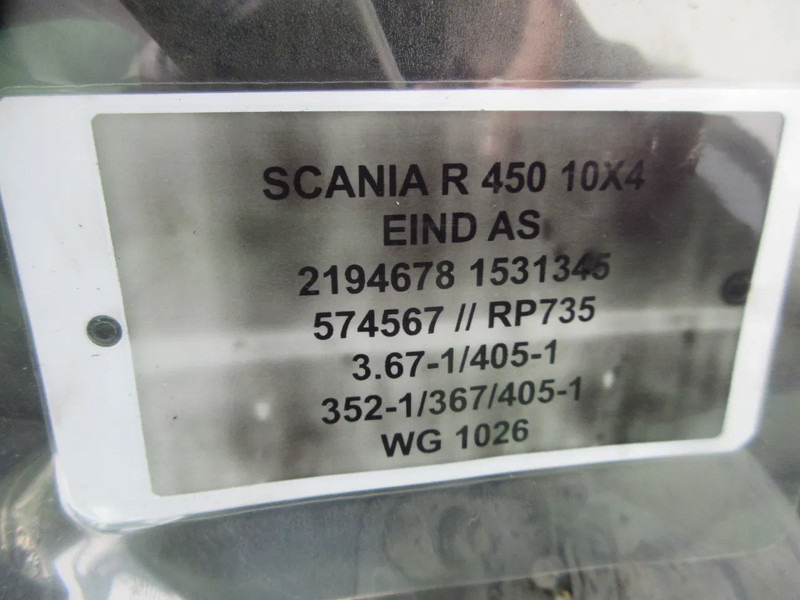 SCANIA R 450 10X4
EIND AS
2194678 1531345
574567 // RP735
3.67-1/405-1
352-1/367/405-1
WG 1026